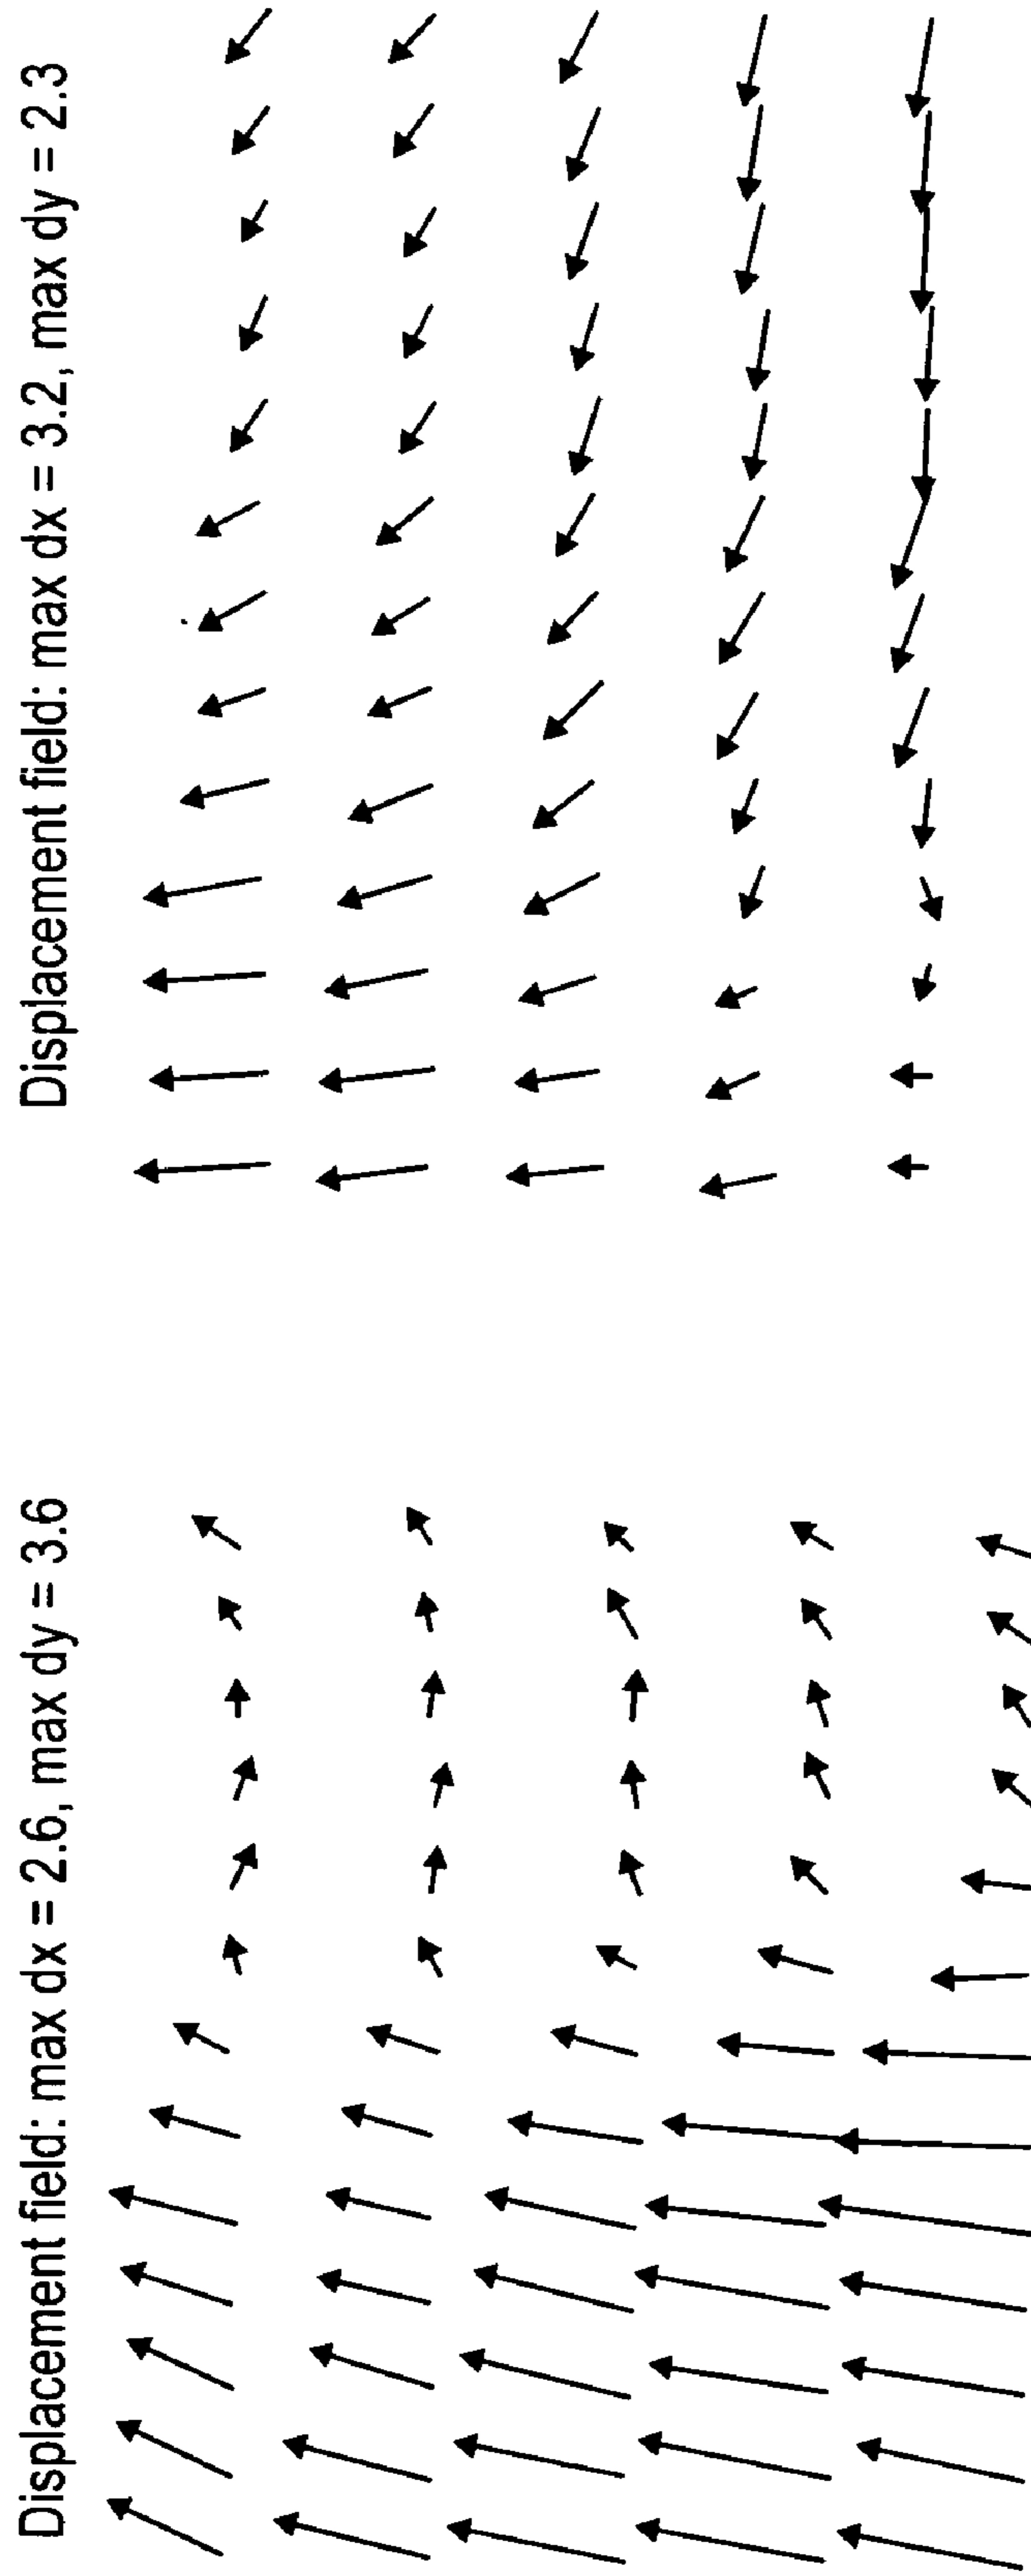 Displacement field: max dx = 2.6, max dy = 3.6
Displacement field: max dx = 3.2, max dy = 2.3